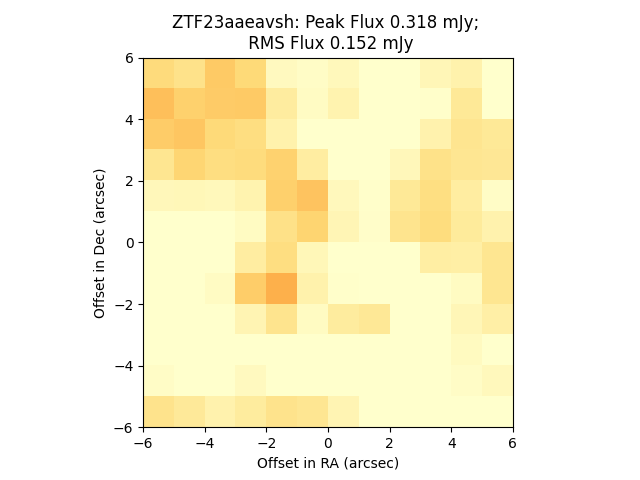 ZTF23aaeavsh: Peak Flux 0.318 mJy;
RMS Flux 0.152 mJy
6
4
2
0
−2
−4
−6
Offset in Dec (arcsec)
−6 −4 −2 0 2 4 6
Offset in RA (arcsec)